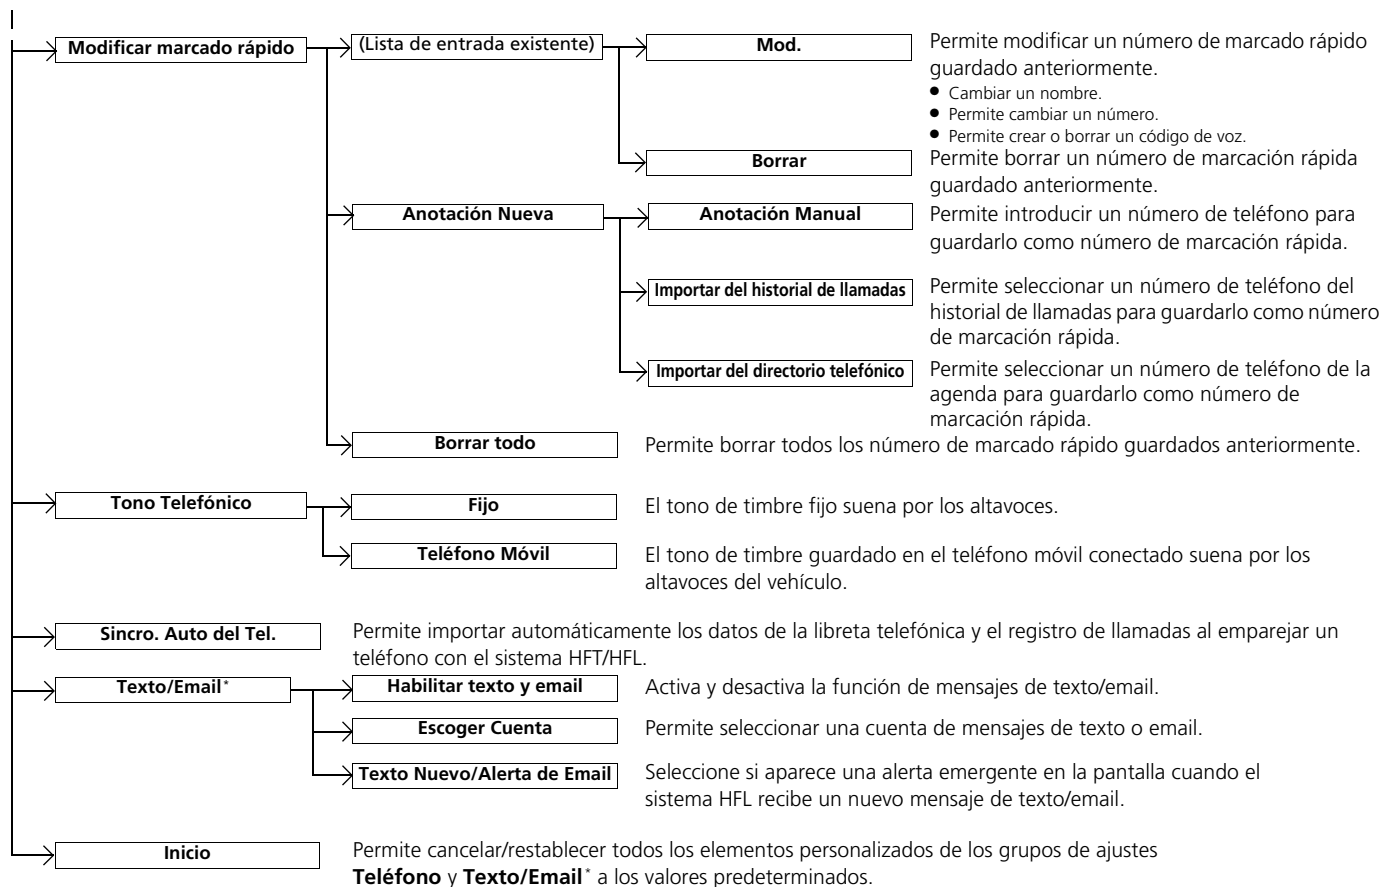 Modificar marcado rápido
(Lista de entrada existente)
Mod.
Permite modificar un número de marcado rápido
guardado anteriormente.
● Cambiar un nombre.
● Permite cambiar un número.
● Permite crear o borrar un código de voz.
Borrar
Permite borrar un número de marcación rápida
guardado anteriormente.
Anotación Nueva
Anotación Manual
Permite introducir un número de teléfono para
guardarlo como número de marcación rápida.
Importar del historial de llamadas
Permite seleccionar un número de teléfono del
historial de llamadas para guardarlo como número
de marcación rápida.
Importar del directorio telefónico
Permite seleccionar un número de teléfono de la
agenda para guardarlo como número de
marcación rápida.
Borrar todo
Permite borrar todos los número de marcado rápido guardados anteriormente.
Tono Telefónico
Fijo
El tono de timbre fijo suena por los altavoces.
Teléfono Móvil
El tono de timbre guardado en el teléfono móvil conectado suena por los
altavoces del vehículo.
Sincro. Auto del Tel.
Permite importar automáticamente los datos de la libreta telefónica y el registro de llamadas al emparejar un
teléfono con el sistema HFT/HFL.
Texto/Email*
Habilitar texto y email
Activa y desactiva la función de mensajes de texto/email.
Escoger Cuenta
Permite seleccionar una cuenta de mensajes de texto o email.
Texto Nuevo/Alerta de Email
Seleccione si aparece una alerta emergente en la pantalla cuando el
sistema HFL recibe un nuevo mensaje de texto/email.
Inicio
Permite cancelar/restablecer todos los elementos personalizados de los grupos de ajustes
Teléfono y Texto/Email* a los valores predeterminados.